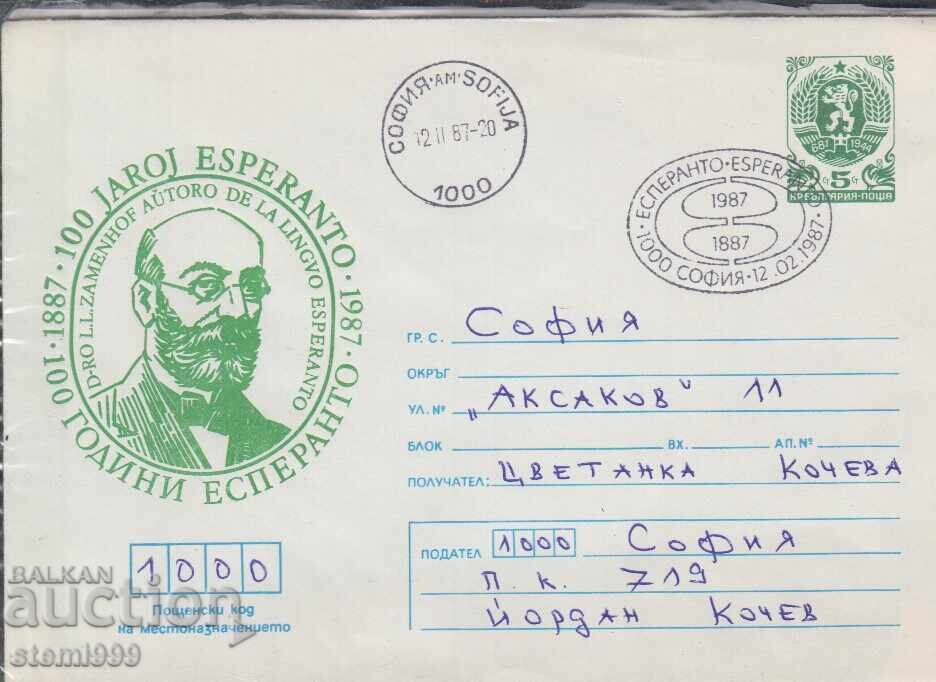 СОФИЯ·АМ·SOFIJA
12.II.87-20
1000
681 1944
5
СТ СТ
НР БЪЛГАРИЯ-ПОЩА
·ЕСПЕРАНТО·ESPERANTO·
1987
1887
1000 СОФИЯ·12.02.1987·
100 JAROJ ESPERANTO·1987·
·1887·
D-RO L.L.ZAMENHOF AŬTORO DE LA LINGVO ESPERANTO
100 ГОДИНИ ЕСПЕРАНТО
ГР. С. София
ОКРЪГ
УЛ. № „Аксаков" 11
БЛОК ВХ. АП. №
ПОЛУЧАТЕЛ: Цветанка Кочева
ПОДАТЕЛ 1000 София
П. К. 719
Йордан Кочев
1000
Пощенски код
на местоназначението
BALKAN
auction
stemi999